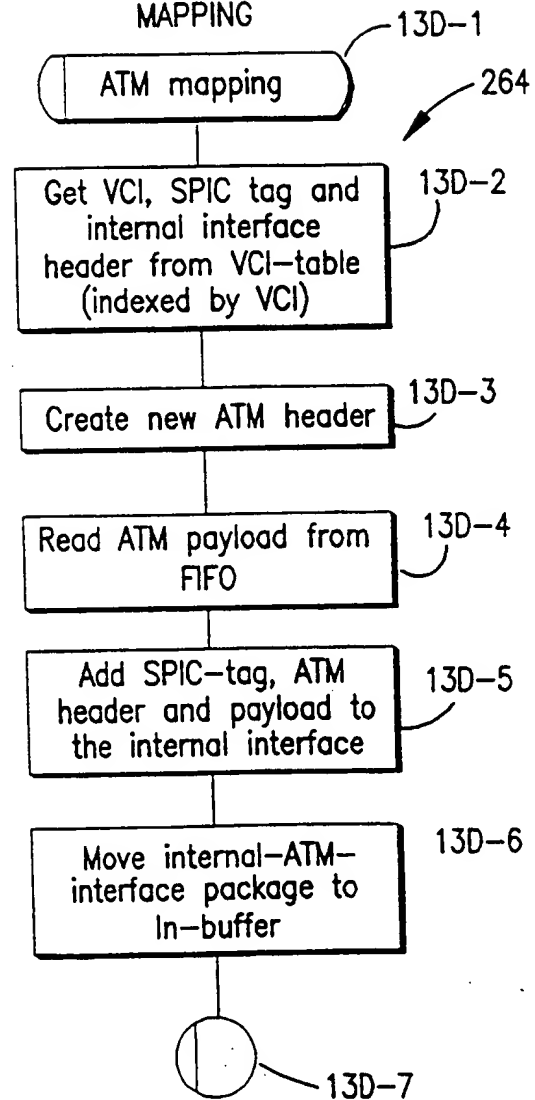 MAPPING
13D-1
ATM mapping
264
Get VCI, SPIC tag and
internal interface
header from VCI-table
(indexed by VCI)
13D-2
Create new ATM header
13D-3
Read ATM payload from
FIFO
13D-4
Add SPIC-tag, ATM
header and payload to
the internal interface
13D-5
Move internal-ATM-
interface package to
In-buffer
13D-6
13D-7